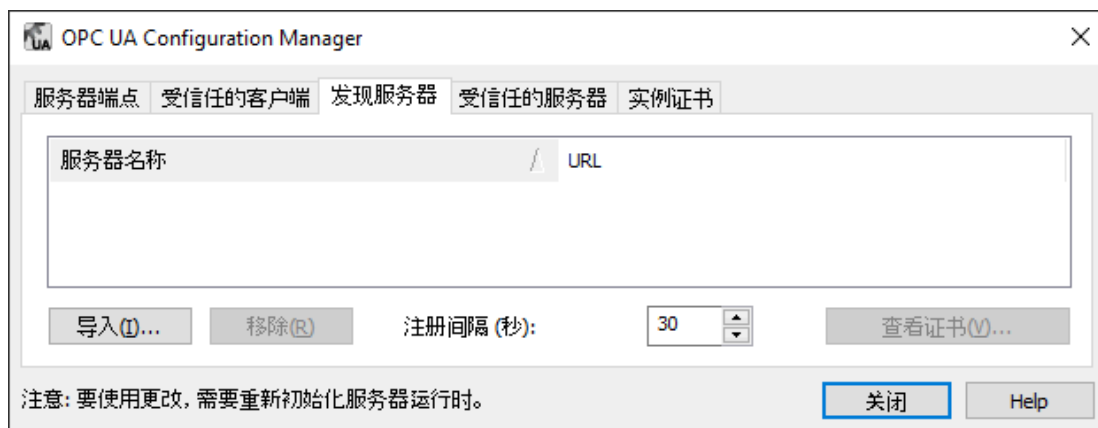 OPC UA Configuration Manager
服务器端点 受信任的客户端 发现服务器 受信任的服务器 实例证书
服务器名称 URL
导入(I)... 移除(R) 注册间隔 (秒): 30 查看证书(V)...
注意: 要使用更改, 需要重新初始化服务器运行时。 关闭 Help